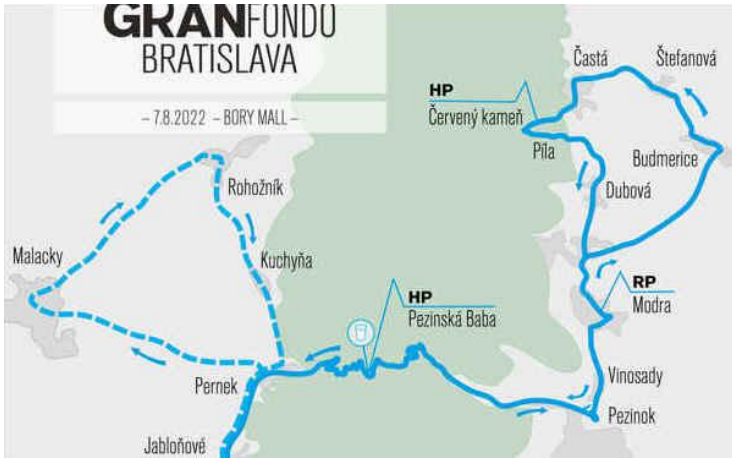 GRANFONDO
BRATISLAVA
– 7.8.2022 – BORY MALL –
HP
Červený kameň
Častá
Štefanová
Píla
Budmerice
Dubová
Rohožník
Malacky
Kuchyňa
HP
Pezinská Baba
RP
Modra
Pernek
Vinosady
Pezinok
Jabloňové